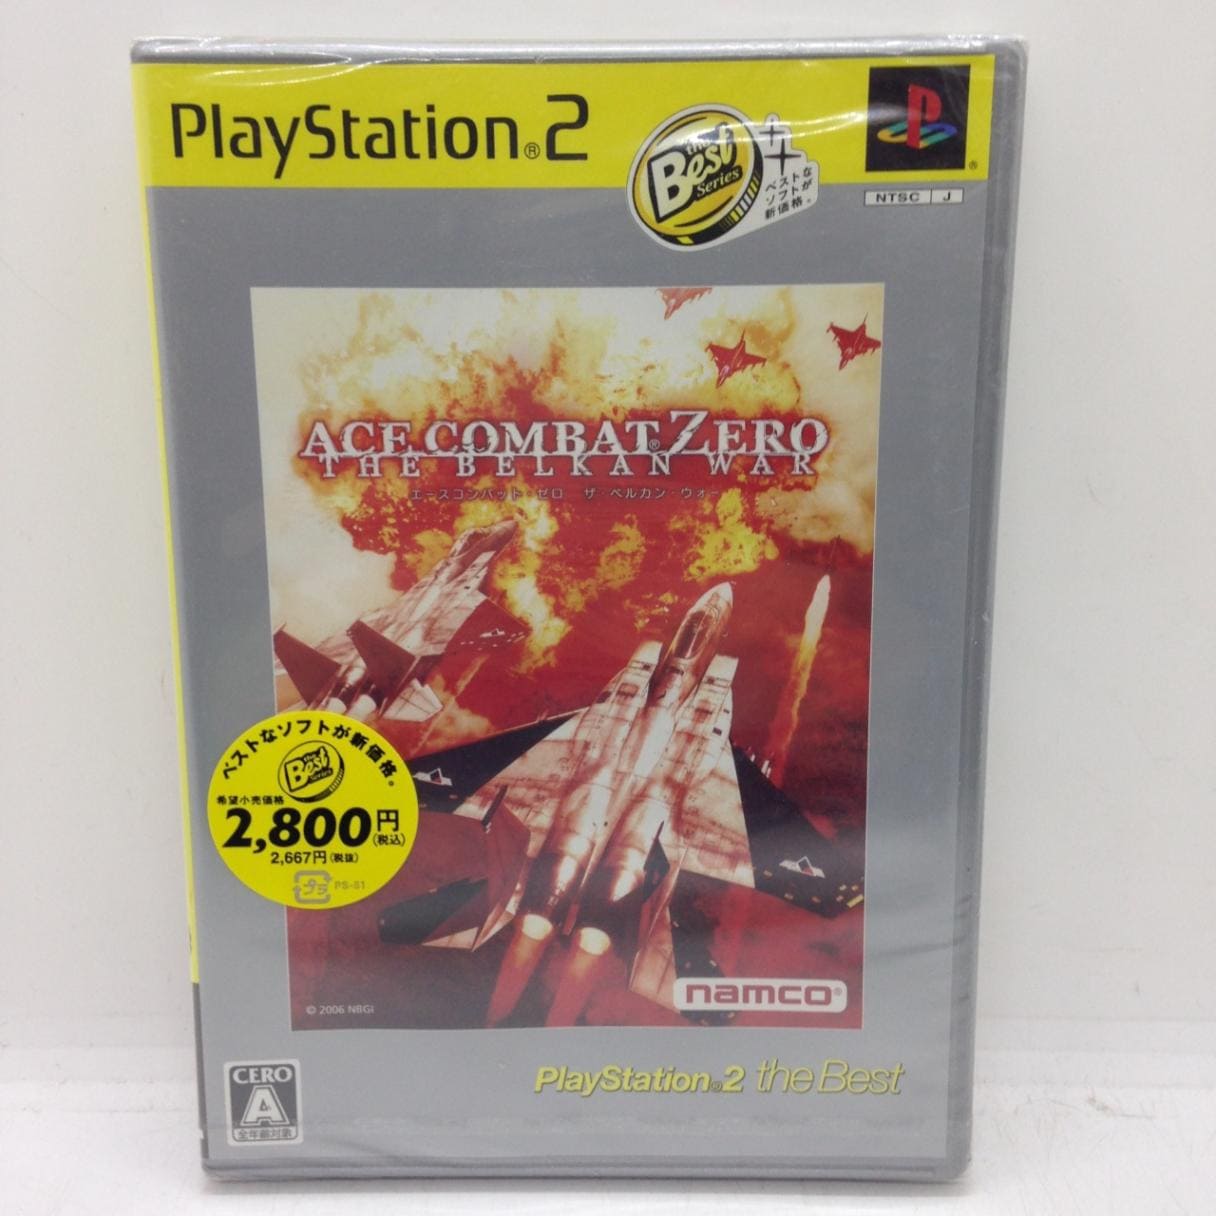 PlayStation®2
the Best Series
ベストな
ソフトが
新価格。
®
NTSC J
ACE COMBAT® ZERO
THE BELKAN WAR
エースコンバット・ゼロ ザ・ベルカン・ウォー
ベストなソフトが新価格。
the Best Series
希望小売価格
2,800円(税込)
2,667円(税抜)
プラ PS-81
© 2006 NBGI
namco®
CERO
A
全年齢対象
PlayStation®2 the Best